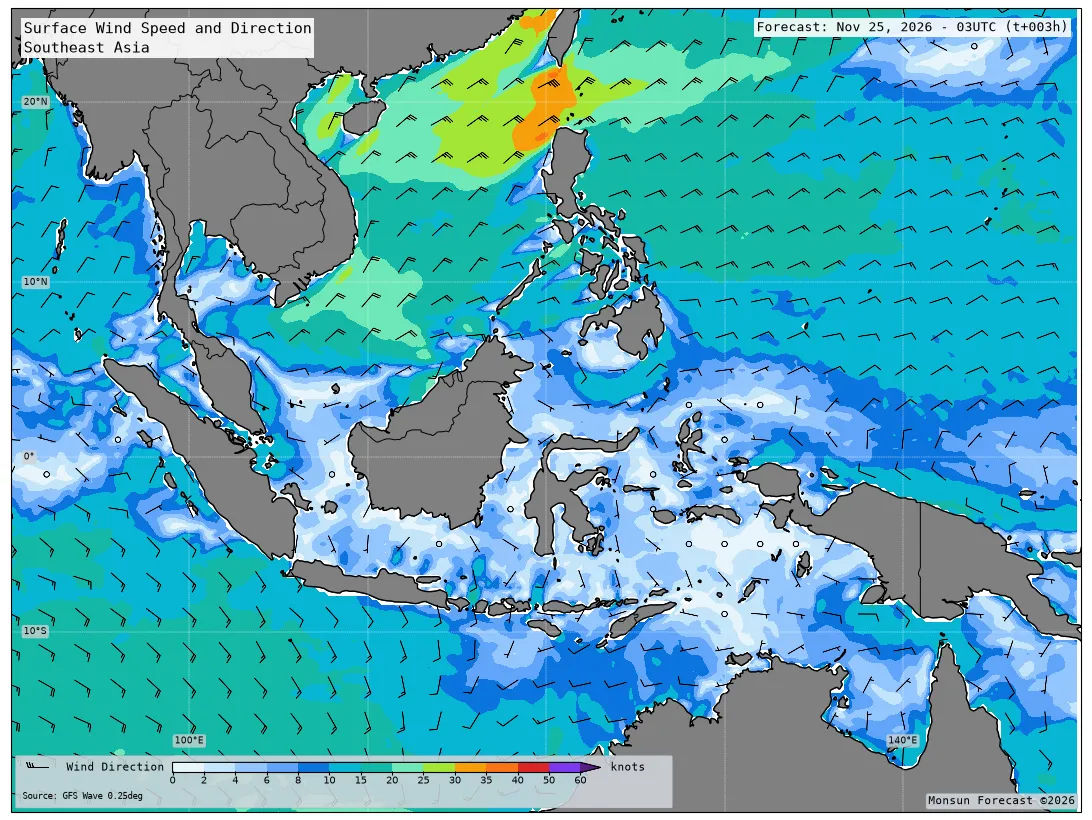 Surface Wind Speed and Direction
Southeast Asia
Forecast: Nov 25, 2026 - 03UTC (t+003h)
20°N
10°N
0°
10°S
100°E
140°E
Wind Direction
0 2 4 6 8 10 15 20 25 30 35 40 50 60
knots
Source: GFS Wave 0.25deg
Monsun Forecast ©2026